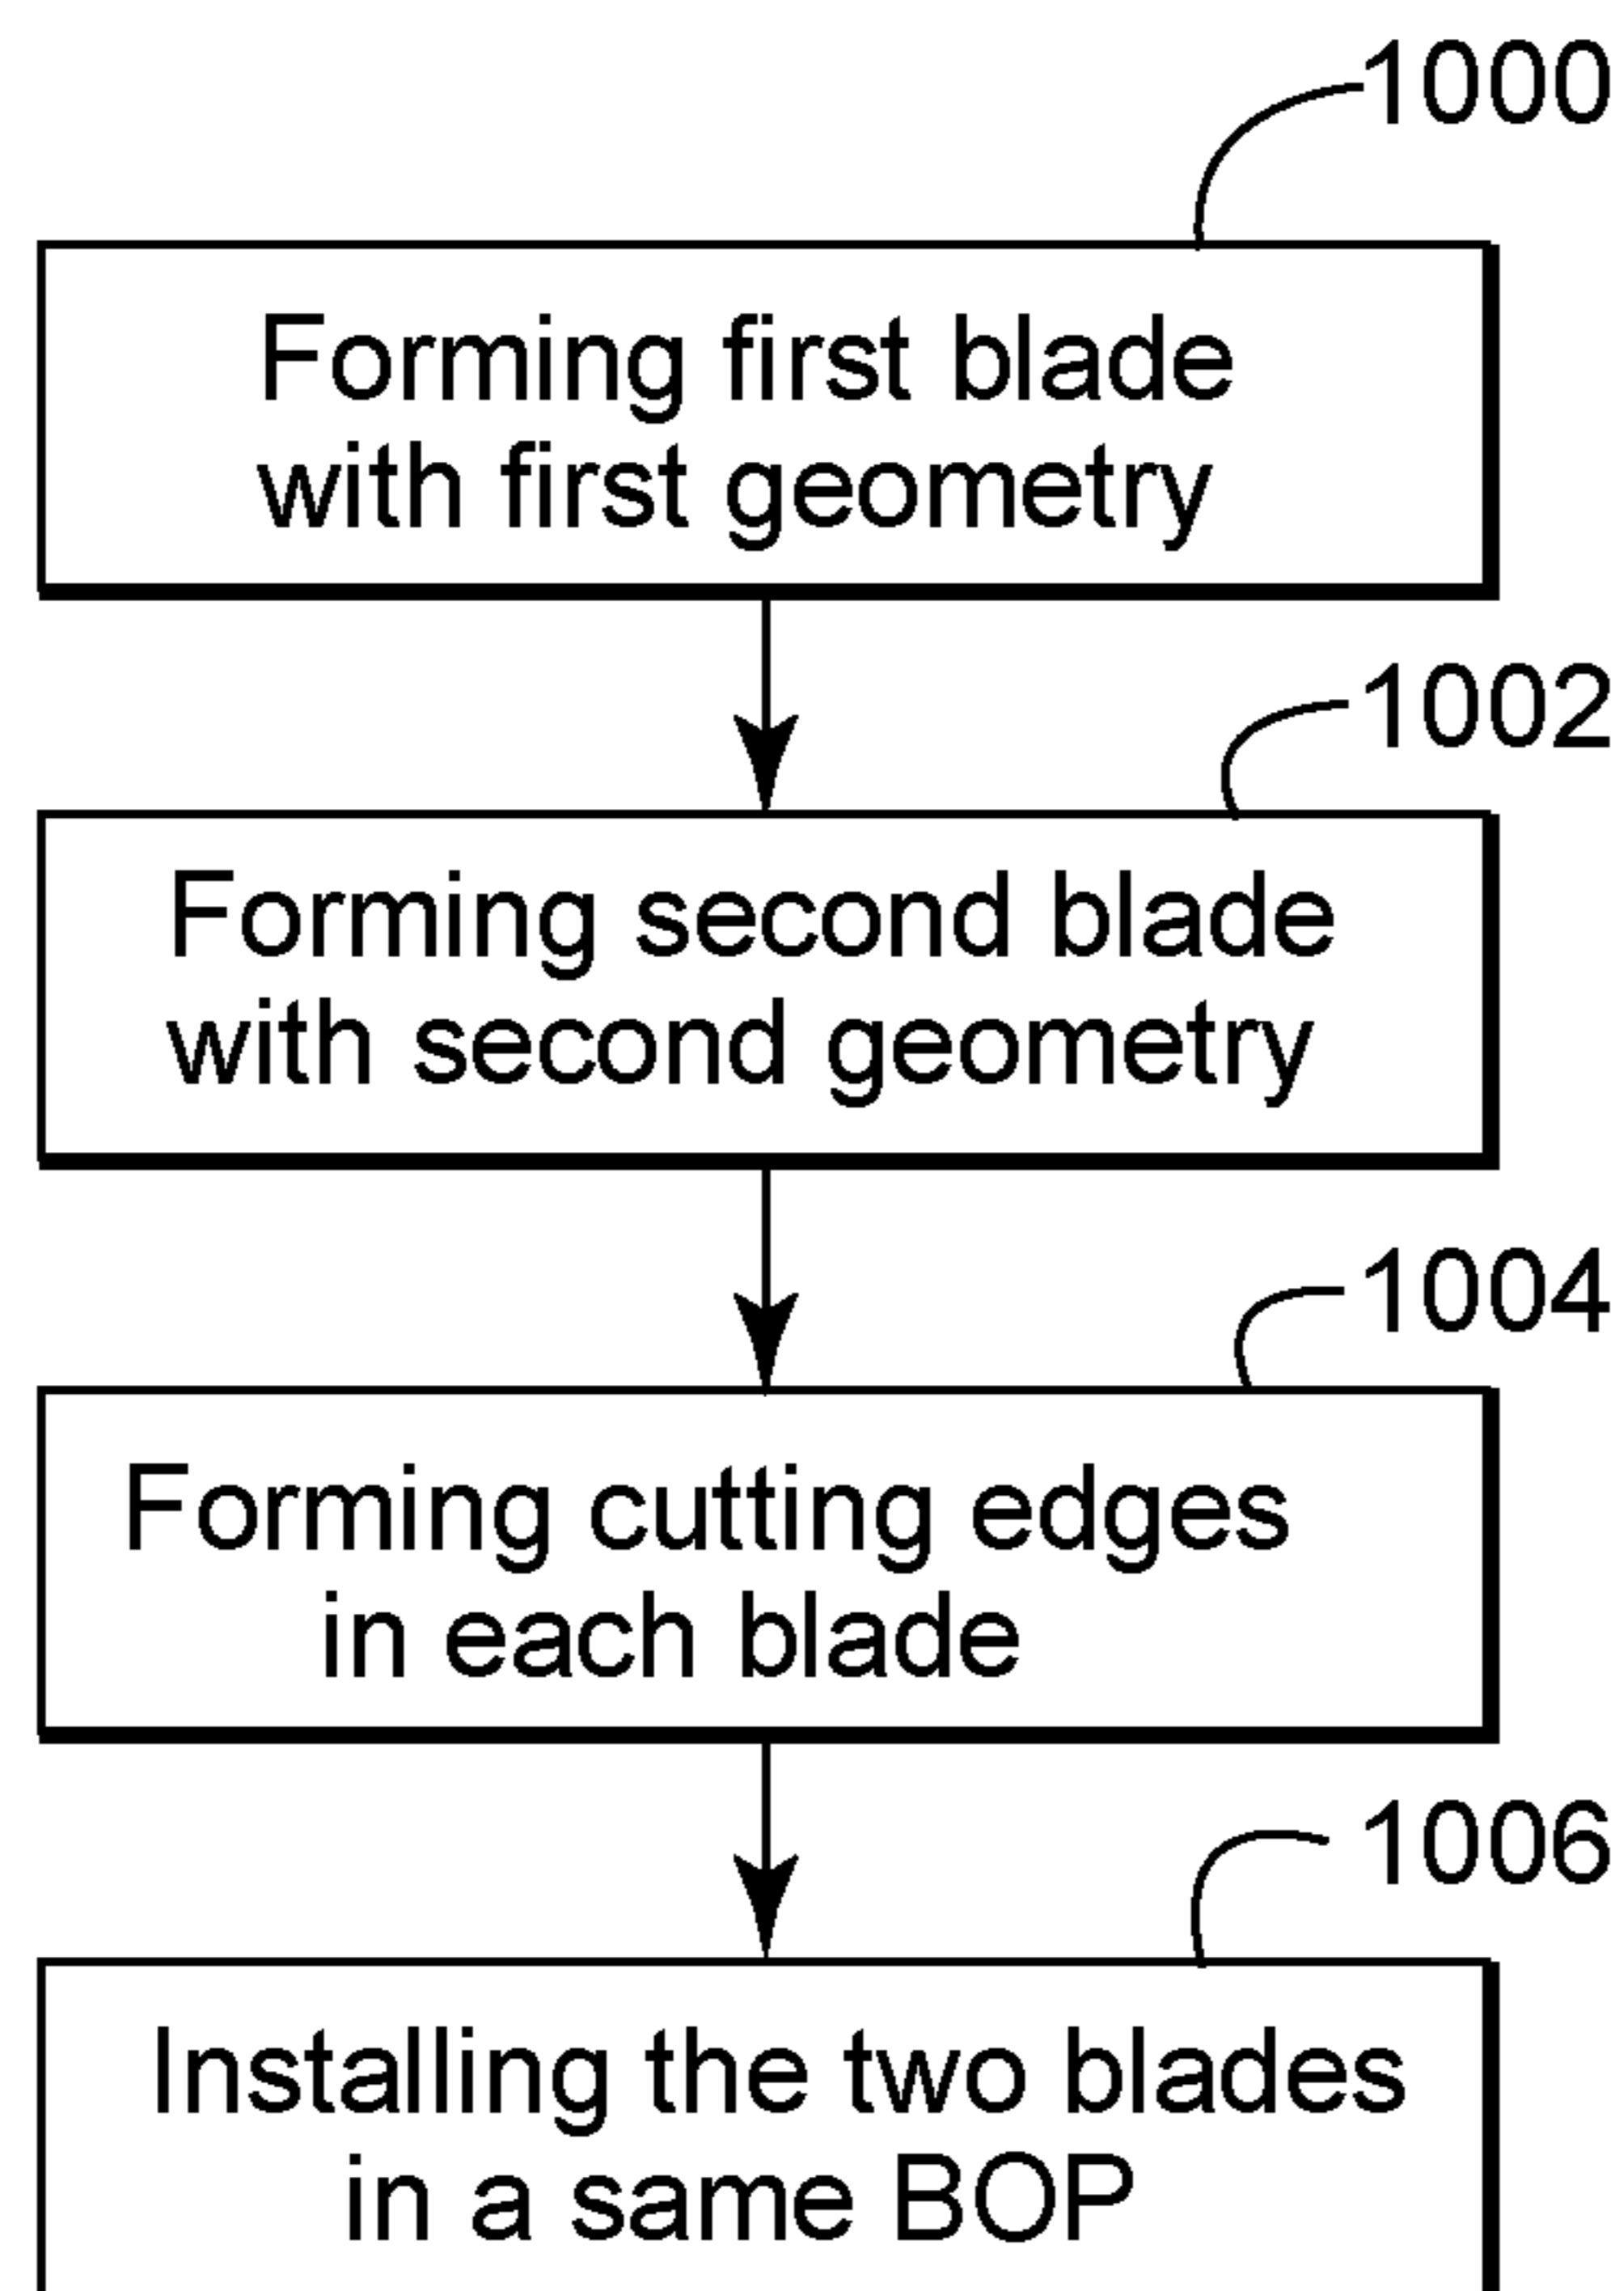 1000
Forming first blade
with first geometry
1002
Forming second blade
with second geometry
1004
Forming cutting edges
in each blade
1006
Installing the two blades
in a same BOP